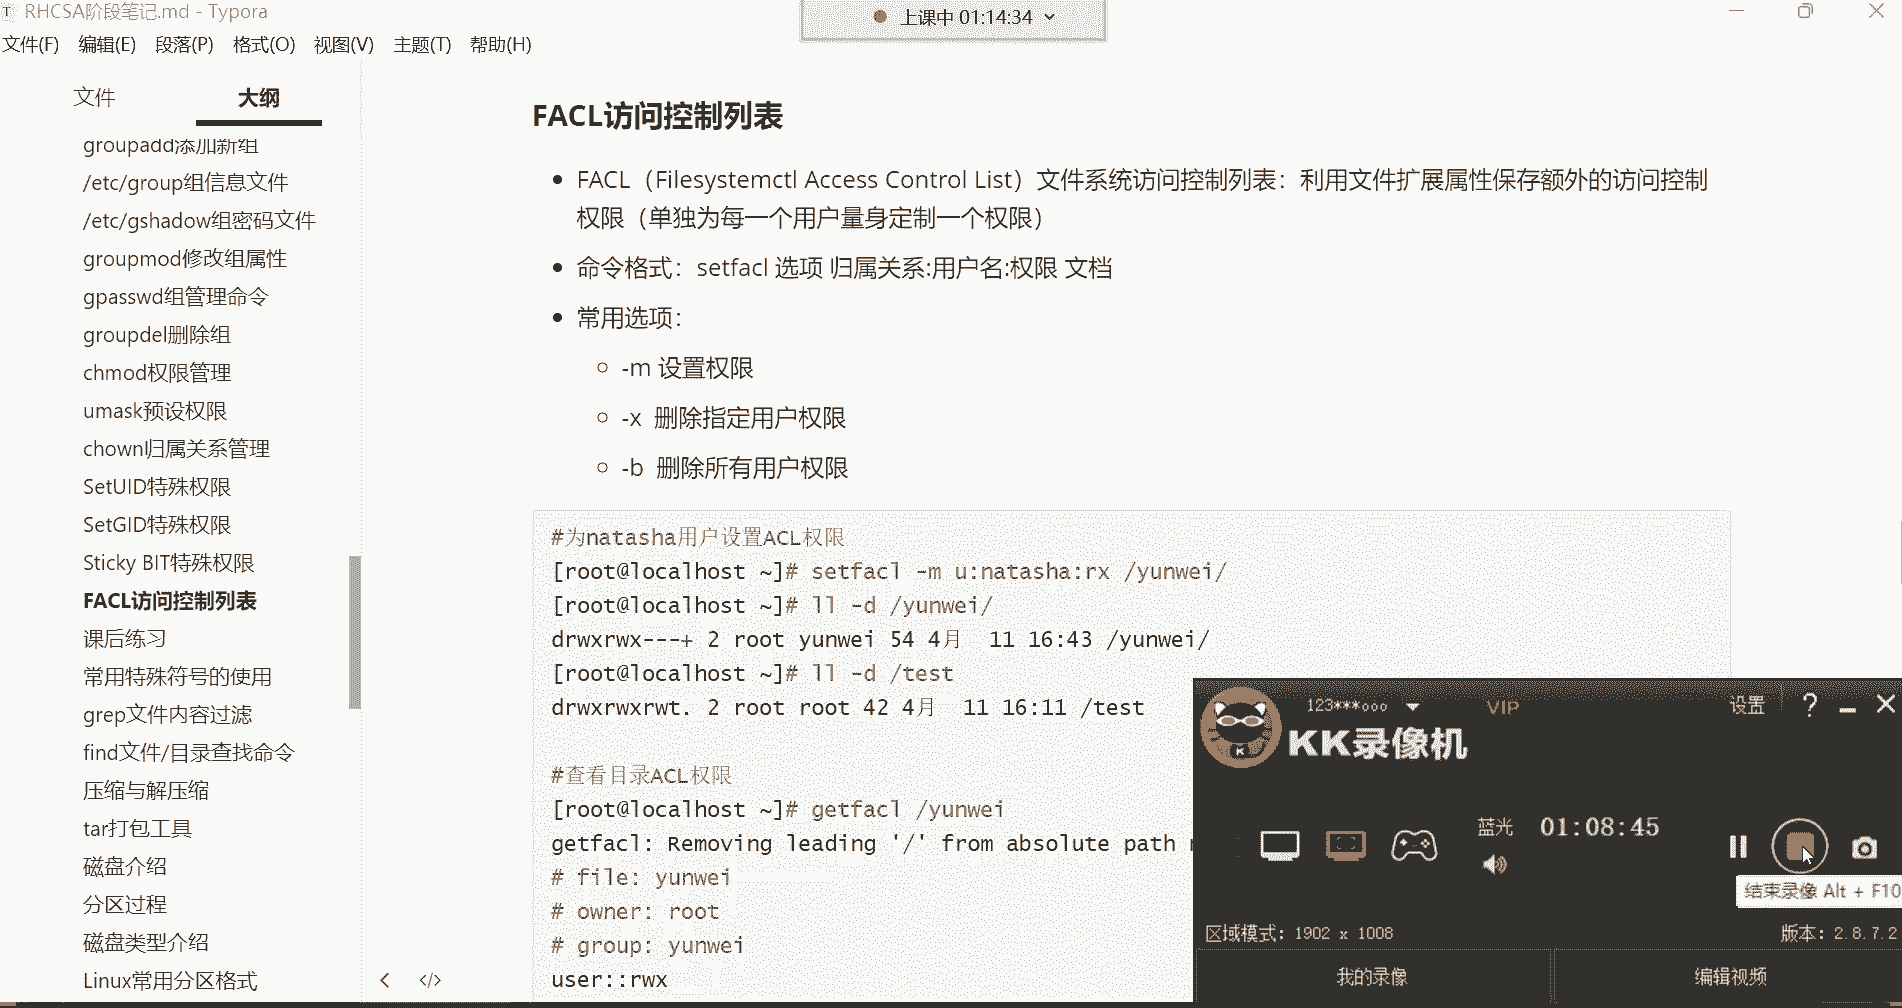 RHCSA阶段笔记.md - Typora
上课中 01:14:34
文件(F) 编辑(E) 段落(P) 格式(O) 视图(V) 主题(T) 帮助(H)
文件 大纲
groupadd添加新组
/etc/group组信息文件
/etc/gshadow组密码文件
groupmod修改组属性
gpasswd组管理命令
groupdel删除组
chmod权限管理
umask预设权限
chown归属关系管理
SetUID特殊权限
SetGID特殊权限
Sticky BIT特殊权限
FACL访问控制列表
课后练习
常用特殊符号的使用
grep文件内容过滤
find文件/目录查找命令
压缩与解压缩
tar打包工具
磁盘介绍
分区过程
磁盘类型介绍
Linux常用分区格式
FACL访问控制列表
FACL（Filesystemctl Access Control List）文件系统访问控制列表：利用文件扩展属性保存额外的访问控制
权限（单独为每一个用户量身定制一个权限）
命令格式：setfacl 选项 归属关系:用户名:权限 文档
常用选项：
-m 设置权限
-x 删除指定用户权限
-b 删除所有用户权限
#为natasha用户设置ACL权限
[root@localhost ~]# setfacl -m u:natasha:rx /yunwei/
[root@localhost ~]# ll -d /yunwei/
drwxrwx---+ 2 root yunwei 54 4月  11 16:43 /yunwei/
[root@localhost ~]# ll -d /test
drwxrwxrwt. 2 root root 42 4月  11 16:11 /test
#查看目录ACL权限
[root@localhost ~]# getfacl /yunwei
getfacl: Removing leading '/' from absolute path
# file: yunwei
# owner: root
# group: yunwei
user::rwx
123***ooo VIP 设置 ?
KK录像机
蓝光 01:08:45
结束录像 Alt + F10
区域模式：1902 x 1008 版本：2.8.7.2
我的录像 编辑视频